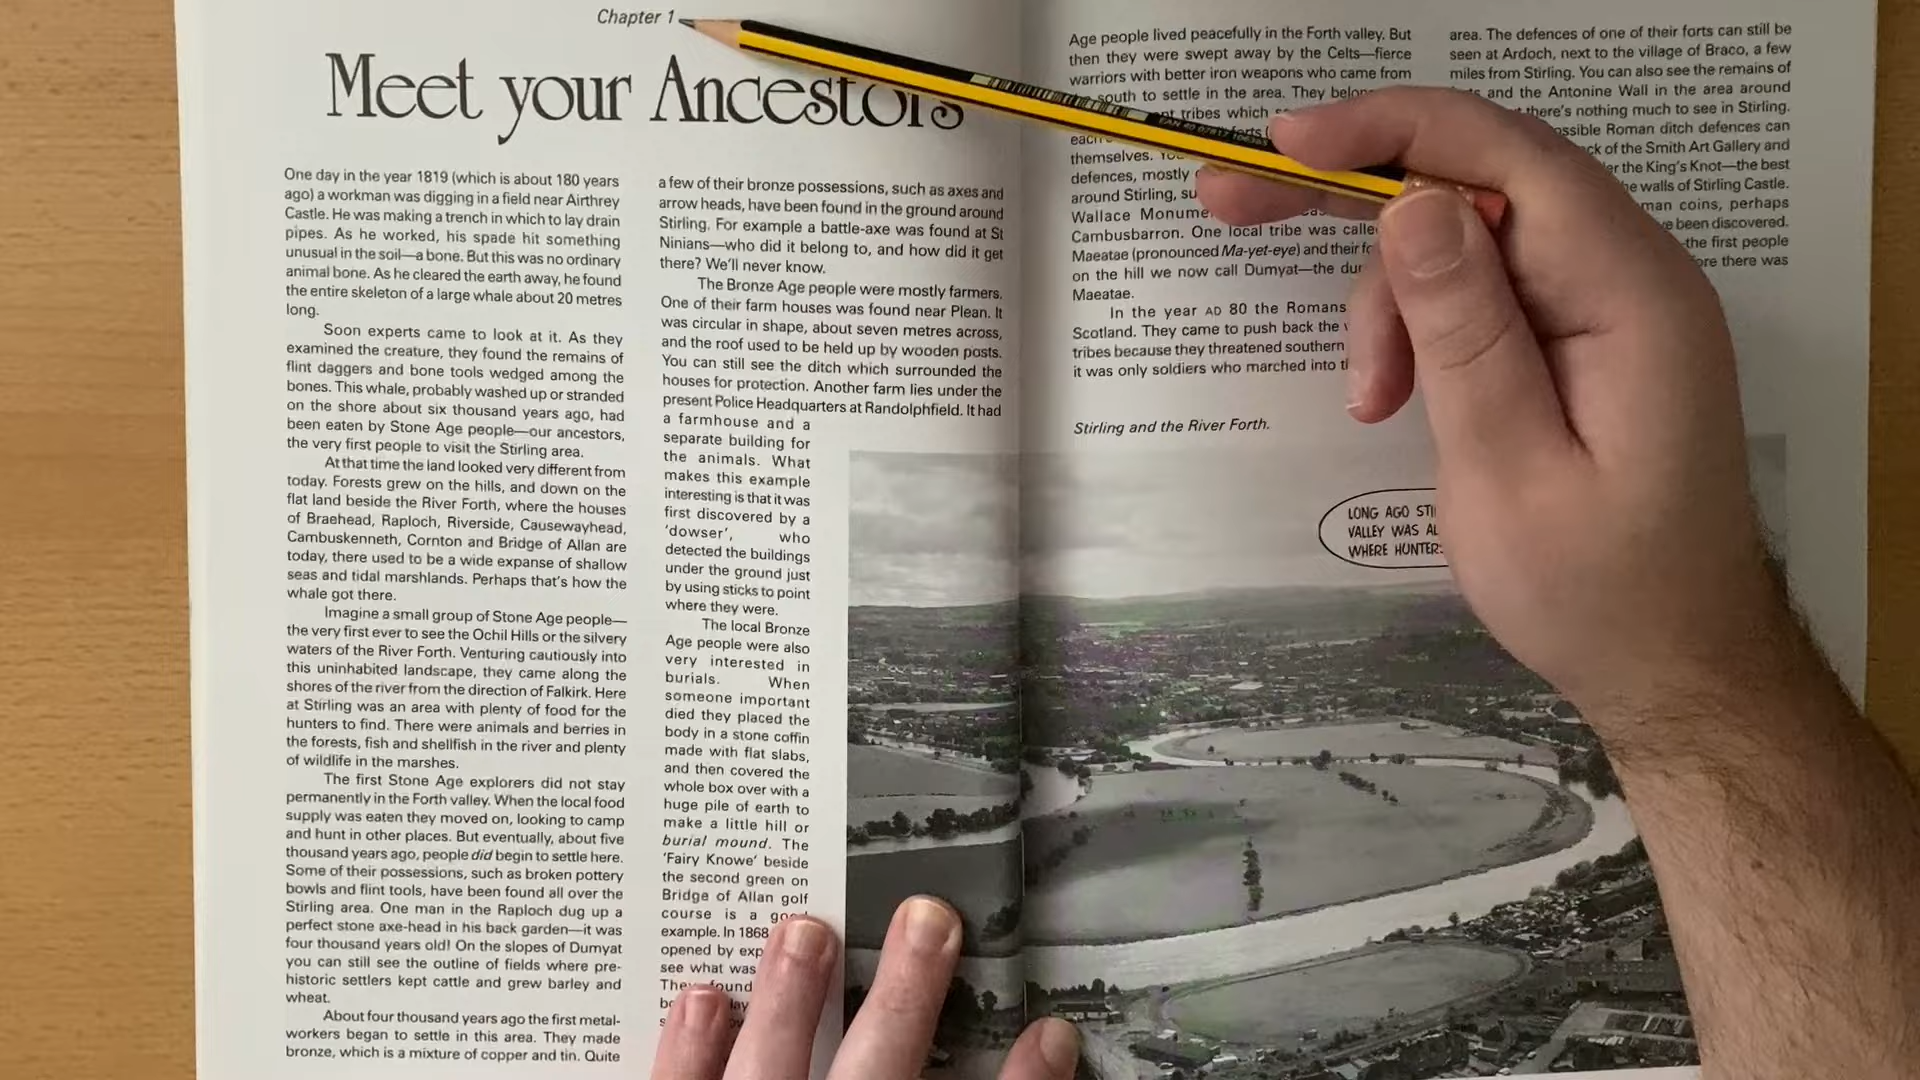 Chapter 1
Meet your Ancestors
One day in the year 1819 (which is about 180 years
ago) a workman was digging in a field near Airthrey
Castle. He was making a trench in which to lay drain
pipes. As he worked, his spade hit something
unusual in the soil—a bone. But this was no ordinary
animal bone. As he cleared the earth away, he found
the entire skeleton of a large whale about 20 metres
long.
Soon experts came to look at it. As they
examined the creature, they found the remains of
flint daggers and bone tools wedged among the
bones. This whale, probably washed up or stranded
on the shore about six thousand years ago, had
been eaten by Stone Age people—our ancestors,
the very first people to visit the Stirling area.
At that time the land looked very different from
today. Forests grew on the hills, and down on the
flat land beside the River Forth, where the houses
of Braehead, Raploch, Riverside, Causewayhead,
Cambuskenneth, Cornton and Bridge of Allan are
today, there used to be a wide expanse of shallow
seas and tidal marshlands. Perhaps that's how the
whale got there.
Imagine a small group of Stone Age people—
the very first ever to see the Ochil Hills or the silvery
waters of the River Forth. Venturing cautiously into
this uninhabited landscape, they came along the
shores of the river from the direction of Falkirk. Here
at Stirling was an area with plenty of food for the
hunters to find. There were animals and berries in
the forests, fish and shellfish in the river and plenty
of wildlife in the marshes.
The first Stone Age explorers did not stay
permanently in the Forth valley. When the local food
supply was eaten they moved on, looking to camp
and hunt in other places. But eventually, about five
thousand years ago, people did begin to settle here.
Some of their possessions, such as broken pottery
bowls and flint tools, have been found all over the
Stirling area. One man in the Raploch dug up a
perfect stone axe-head in his back garden—it was
four thousand years old! On the slopes of Dumyat
you can still see the outline of fields where pre-
historic settlers kept cattle and grew barley and
wheat.
About four thousand years ago the first metal-
workers began to settle in this area. They made
bronze, which is a mixture of copper and tin. Quite
a few of their bronze possessions, such as axes and
arrow heads, have been found in the ground around
Stirling. For example a battle-axe was found at St
Ninians—who did it belong to, and how did it get
there? We'll never know.
The Bronze Age people were mostly farmers.
One of their farm houses was found near Plean. It
was circular in shape, about seven metres across,
and the roof used to be held up by wooden posts.
You can still see the ditch which surrounded the
houses for protection. Another farm lies under the
present Police Headquarters at Randolphfield. It had
a farmhouse and a
separate building for
the animals. What
makes this example
interesting is that it was
first discovered by a
'dowser', who
detected the buildings
under the ground just
by using sticks to point
where they were.
The local Bronze
Age people were also
very interested in
burials. When
someone important
died they placed the
body in a stone coffin
made with flat slabs,
and then covered the
whole box over with a
huge pile of earth to
make a little hill or
burial mound. The
'Fairy Knowe' beside
the second green on
Bridge of Allan golf
course is a good
example. In 1868
opened by
see what was
They found
Age people lived peacefully in the Forth valley. But
then they were swept away by the Celts—fierce
warriors with better iron weapons who came from
south to settle in the area. They
tribes which
forts
themselves.
defences, mostly
around Stirling,
Wallace
Cambusbarron. One local tribe was
Maeatae (pronounced Ma-yet-eye) and their
on the hill we now call Dumyat—the
Maeatae.
In the year AD 80 the Romans
Scotland. They came to push back the
tribes because they threatened southern
it was only soldiers who marched into
area. The defences of one of their forts can still be
seen at Ardoch, next to the village of Braco, a few
miles from Stirling. You can also see the remains of
and the Antonine Wall in the area around
there's nothing much to see in Stirling.
Roman ditch defences can
of the Smith Art Gallery and
the King's Knot—the best
walls of Stirling Castle.
coins, perhaps
been discovered.
the first people
there was
Stirling and the River Forth.
LONG AGO
VALLEY WAS
WHERE